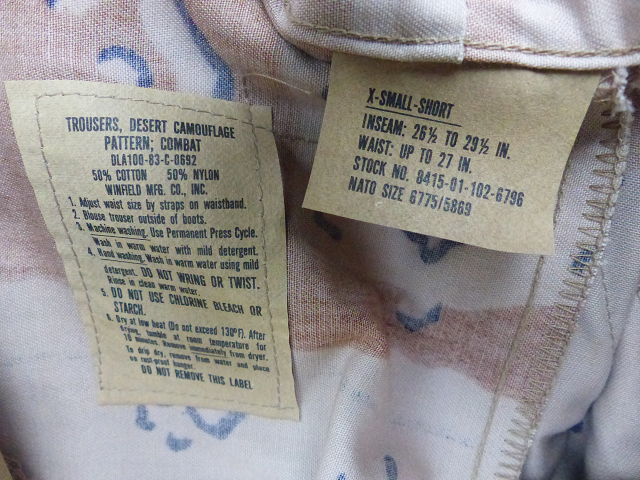 TROUSERS, DESERT CAMOUFLAGE
PATTERN; COMBAT
DLA100-83-C-0692
50% COTTON 50% NYLON
WINFIELD MFG. CO., INC.
1. Adjust waist size by straps on waistband.
2. Blouse trouser outside of boots.
3. Machine washing. Use Permanent Press Cycle.
Wash in warm water with mild detergent.
4. Hand washing. Wash in warm water using mild
detergent. DO NOT WRING OR TWIST.
Rinse in clean warm water.
5. DO NOT USE CHLORINE BLEACH OR
STARCH.
6. Dry at low heat (Do not exceed 130°F). After
drying, tumble at room temperature for
10 minutes. Remove immediately from dryer.
To drip dry, remove from water and place
on rust-proof hanger.
DO NOT REMOVE THIS LABEL
X-SMALL-SHORT
INSEAM: 26½ TO 29½ IN.
WAIST: UP TO 27 IN.
STOCK NO. 8415-01-102-6796
NATO SIZE 6775/5869